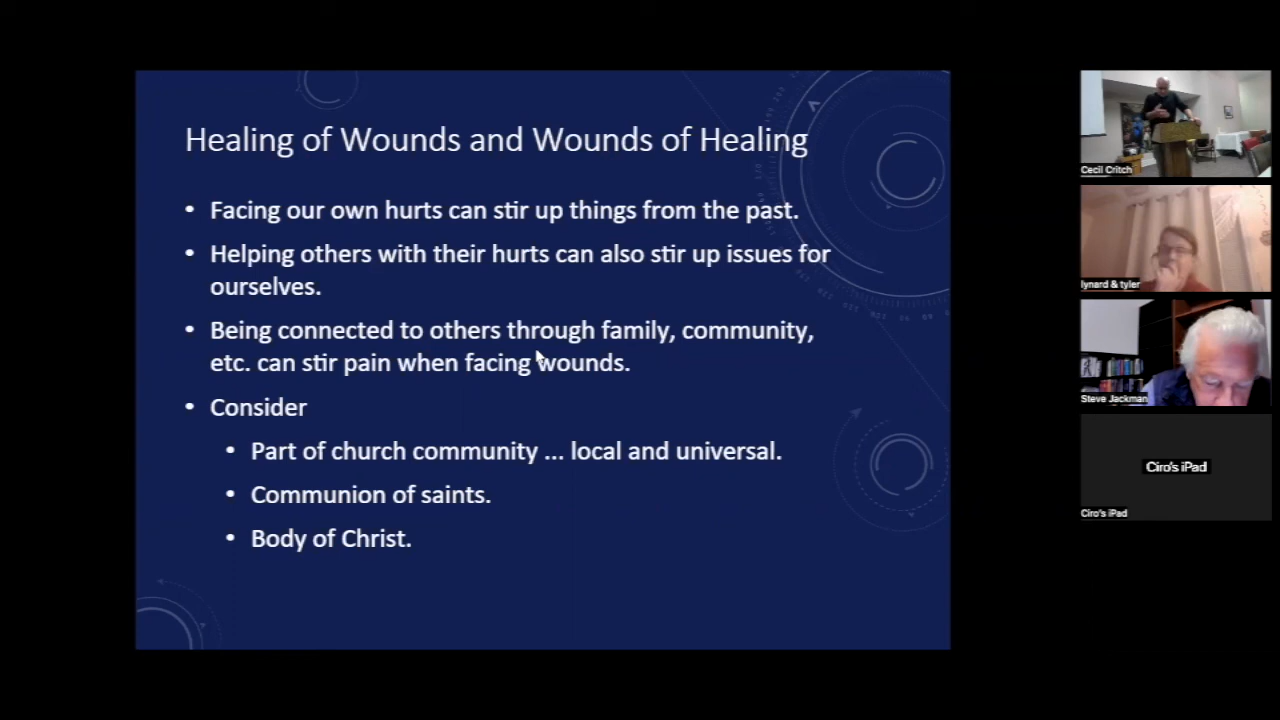 Healing of Wounds and Wounds of Healing
• Facing our own hurts can stir up things from the past.
• Helping others with their hurts can also stir up issues for
ourselves.
• Being connected to others through family, community,
etc. can stir pain when facing wounds.
• Consider
• Part of church community ... local and universal.
• Communion of saints.
• Body of Christ.
Cecil Critch
lynard & tyler
Steve Jackman
Ciro's iPad
Ciro's iPad